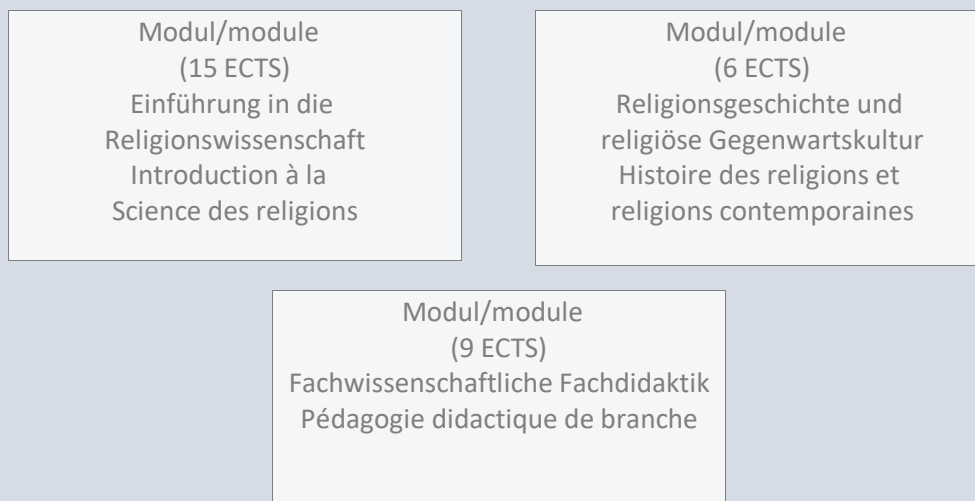 Modul/module
(15 ECTS)
Einführung in die
Religionswissenschaft
Introduction à la
Science des religions
Modul/module
(6 ECTS)
Religionsgeschichte und
religiöse Gegenwartskultur
Histoire des religions et
religions contemporaines
Modul/module
(9 ECTS)
Fachwissenschaftliche Fachdidaktik
Pédagogie didactique de branche